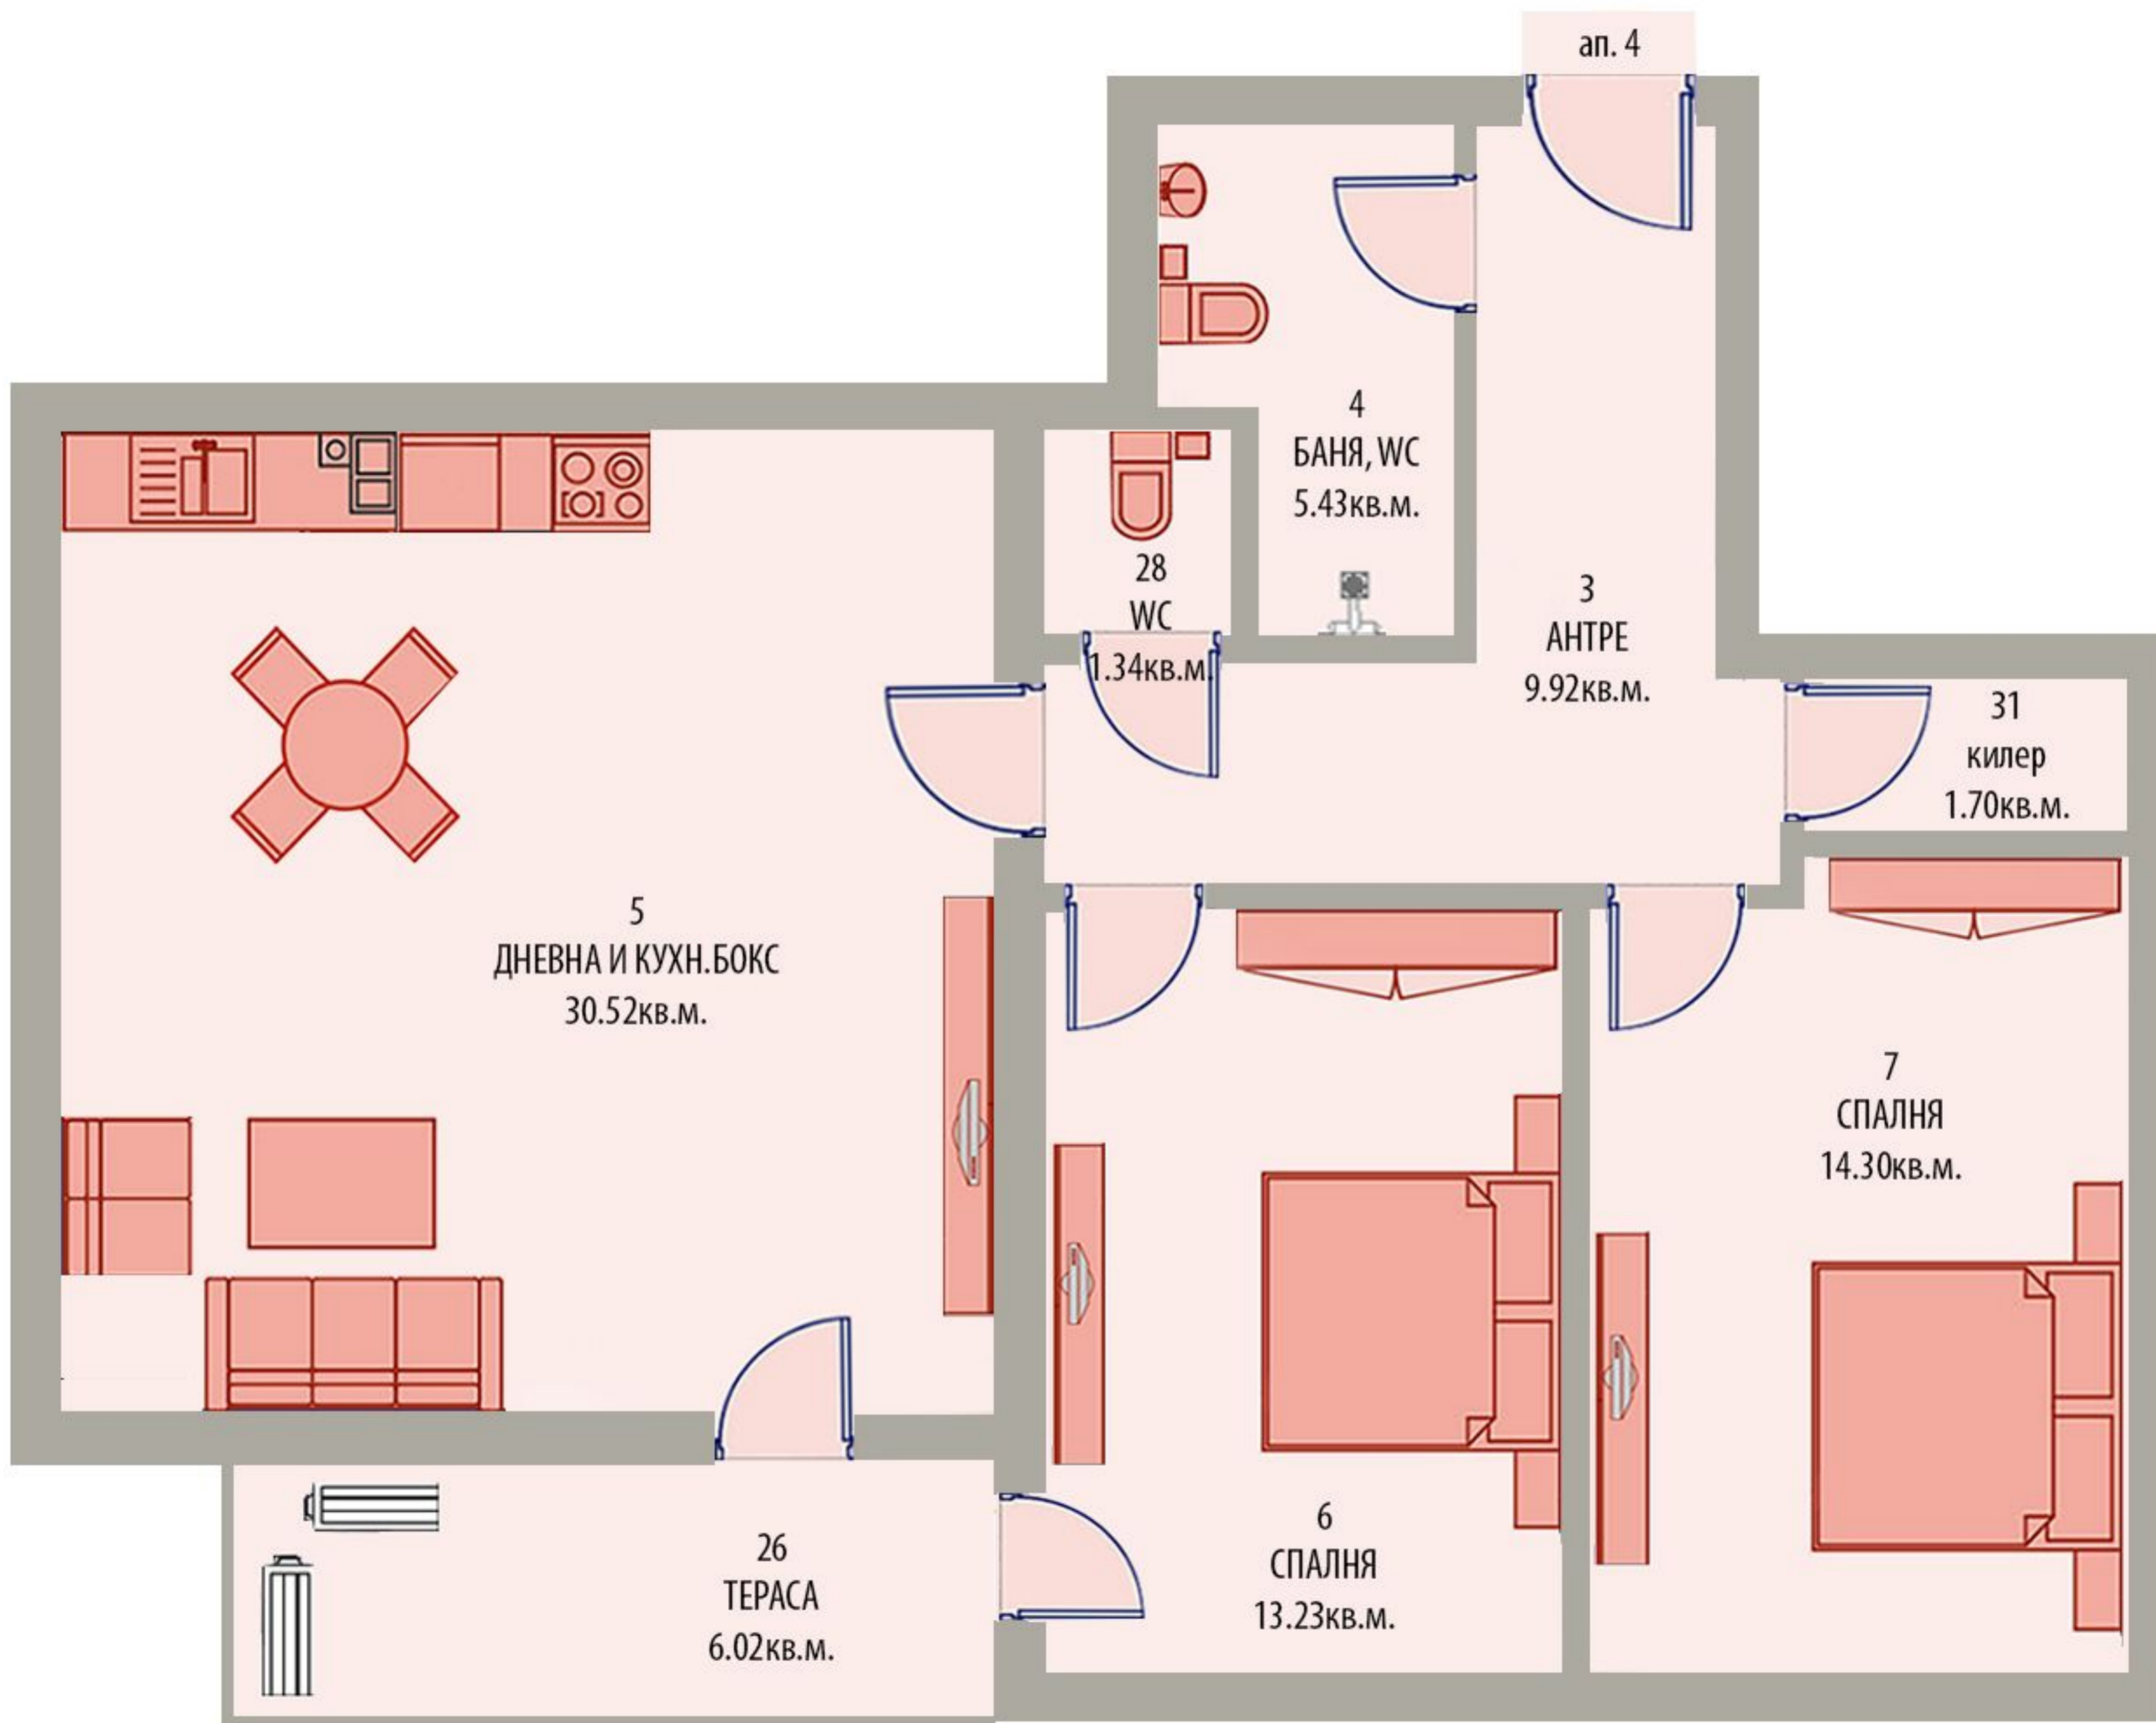 ап. 4
4
БАНЯ, WC
5.43кв.м.
28
WC
1.34кв.м.
3
АНТРЕ
9.92кв.м.
31
килер
1.70кв.м.
5
ДНЕВНА И КУХН.БОКС
30.52кв.м.
7
СПАЛНЯ
14.30кв.м.
6
СПАЛНЯ
13.23кв.м.
26
ТЕРАСА
6.02кв.м.